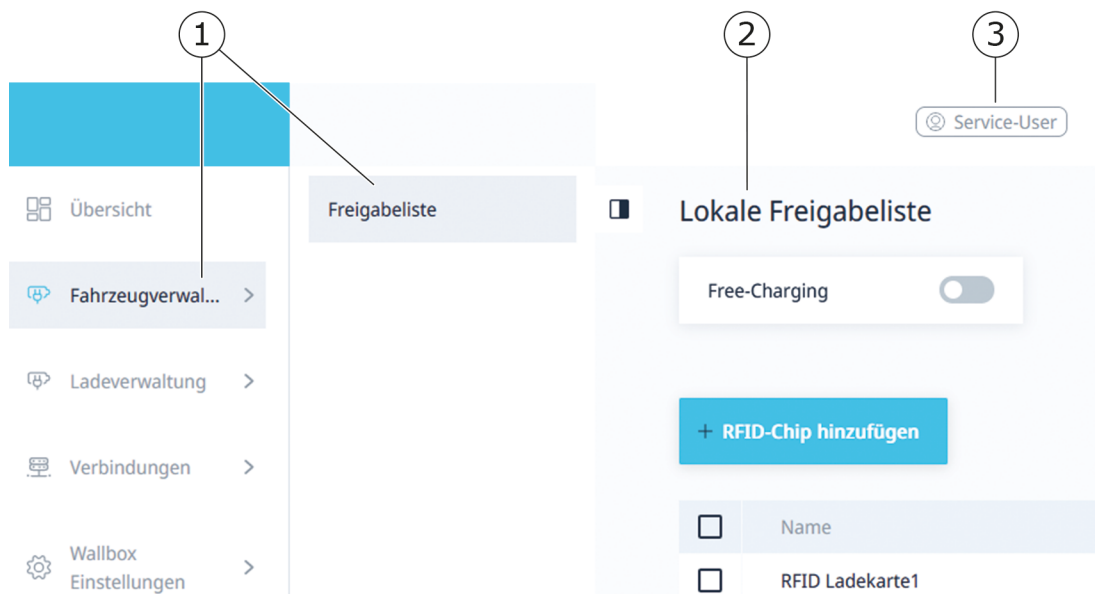 1
2
3
Service-User
Übersicht
Freigabeliste
Lokale Freigabeliste
Fahrzeugverwal...
Free-Charging
Ladeverwaltung
+ RFID-Chip hinzufügen
Verbindungen
Name
Wallbox
Einstellungen
RFID Ladekarte1